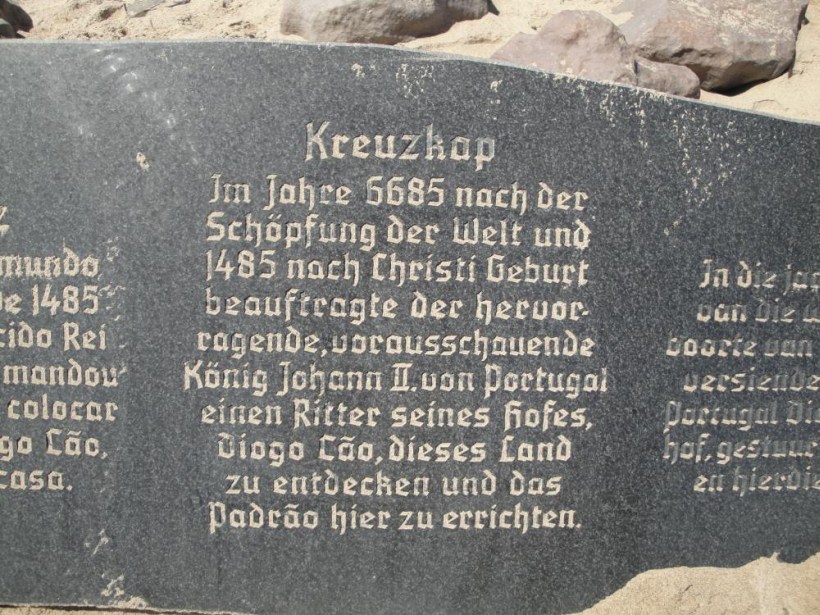 mundo
de 1485
Rei
mandou
colocar
go Cão,
casa.
Kreuzkap
Im Jahre 6685 nach der
Schöpfung der Welt und
1485 nach Christi Geburt
beauftragte der hervor-
ragende, vorausschauende
König Johann II. von Portugal
einen Ritter seines Hofes,
Diogo Cão, dieses Land
zu entdecken und das
Padrão hier zu errichten.
In die jaa
van die w
voorte van
versiende
Portugal Die
hof, gestuur
en hierdie